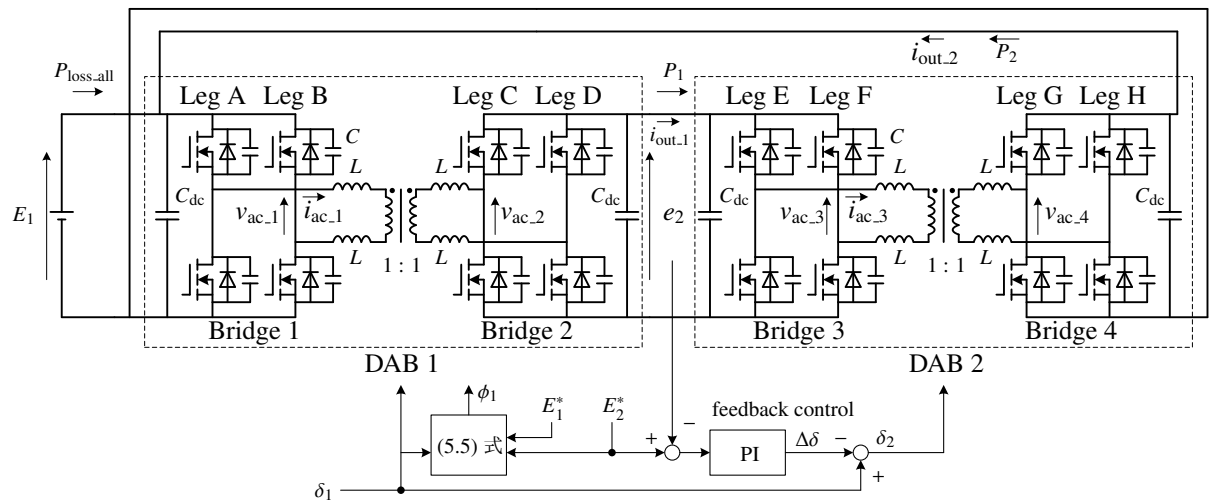 i_out_2 P_2
P_loss_all P_1
Leg A Leg B Leg C Leg D Leg E Leg F Leg G Leg H
i_out_1
C C
L L L L
C_dc C_dc C_dc C_dc
E_1 v_ac_1 i_ac_1 v_ac_2 e_2 v_ac_3 i_ac_3 v_ac_4
L L L L
1 : 1 1 : 1
Bridge 1 Bridge 2 Bridge 3 Bridge 4
DAB 1 DAB 2
ϕ_1 E_1^* E_2^* feedback control
−
(5.5) 式 + PI Δδ − δ_2
+
δ_1